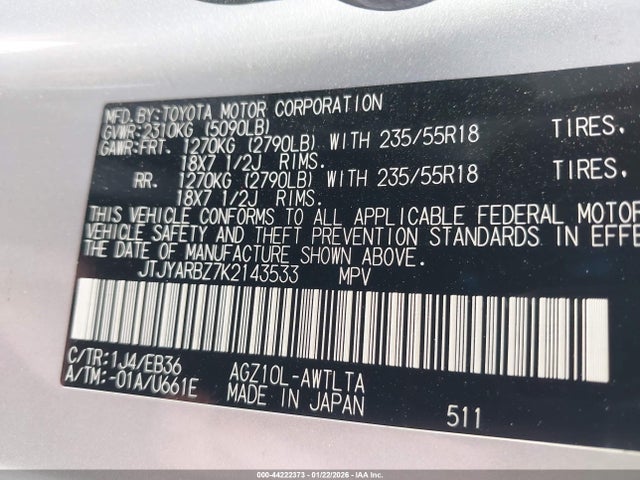 MFD.BY:TOYOTA MOTOR CORPORATION
GVWR:2310KG (5090LB)
GAWR:FRT. 1270KG (2790LB) WITH 235/55R18 TIRES.
18X7 1/2J RIMS.
RR. 1270KG (2790LB) WITH 235/55R18 TIRES.
18X7 1/2J RIMS.
THIS VEHICLE CONFORMS TO ALL APPLICABLE FEDERAL MOTOR
VEHICLE SAFETY AND THEFT PREVENTION STANDARDS IN EFFE
THE DATE OF MANUFACTURE SHOWN ABOVE.
JTJYARBZ7K2143533 MPV
C/TR:1J4/EB36 AGZ10L-AWTLTA
A/TM:-01A/U661E MADE IN JAPAN 511
000-44222373 - 01/22/2026 - IAA Inc.